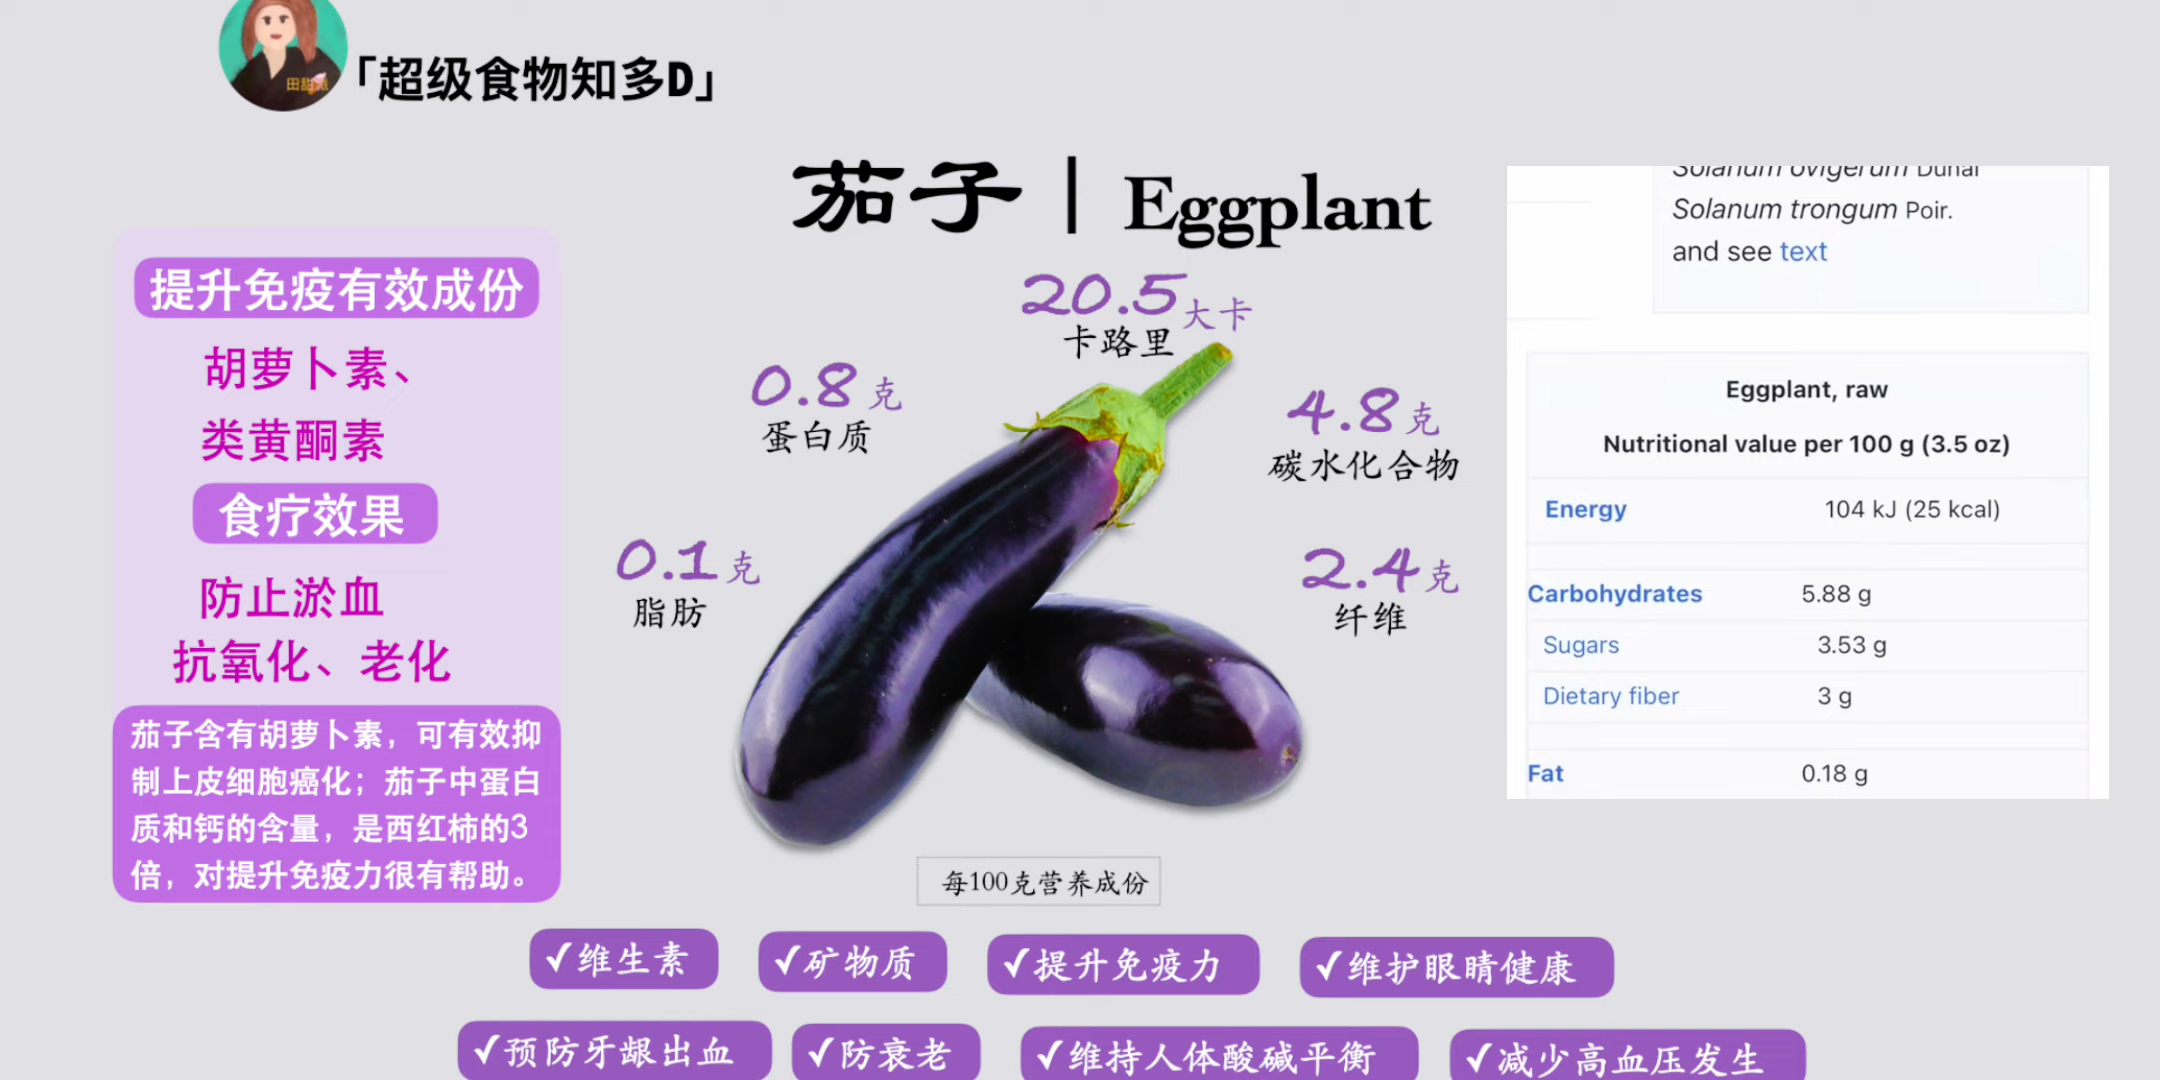 「超级食物知多D」
茄子｜Eggplant
提升免疫有效成份
胡萝卜素、
类黄酮素
食疗效果
防止淤血
抗氧化、老化
茄子含有胡萝卜素，可有效抑
制上皮细胞癌化；茄子中蛋白
质和钙的含量，是西红柿的3
倍，对提升免疫力很有帮助。
20.5大卡
卡路里
0.8克
蛋白质
4.8克
碳水化合物
0.1克
脂肪
2.4克
纤维
每100克营养成份
Solanum ovigerum Dunal
Solanum trongum Poir.
and see text
Eggplant, raw
Nutritional value per 100 g (3.5 oz)
Energy 104 kJ (25 kcal)
Carbohydrates 5.88 g
Sugars 3.53 g
Dietary fiber 3 g
Fat 0.18 g
✓维生素 ✓矿物质 ✓提升免疫力 ✓维护眼睛健康
✓预防牙龈出血 ✓防衰老 ✓维持人体酸碱平衡 ✓减少高血压发生